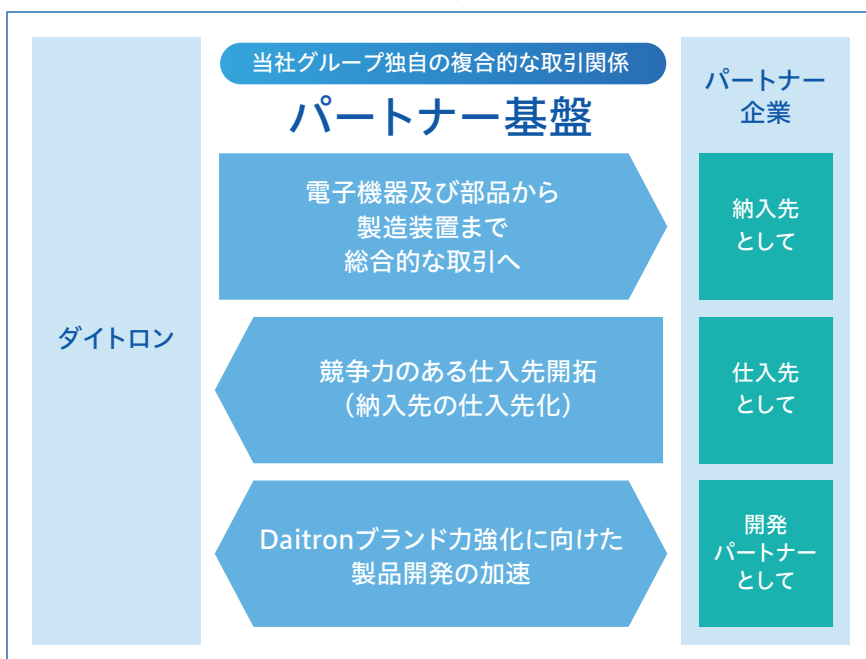 当社グループ独自の複合的な取引関係
パートナー基盤
パートナー
企業
ダイトロン
電子機器及び部品から
製造装置まで
総合的な取引へ
納入先
として
競争力のある仕入先開拓
（納入先の仕入先化）
仕入先
として
Daitronブランド力強化に向けた
製品開発の加速
開発
パートナー
として